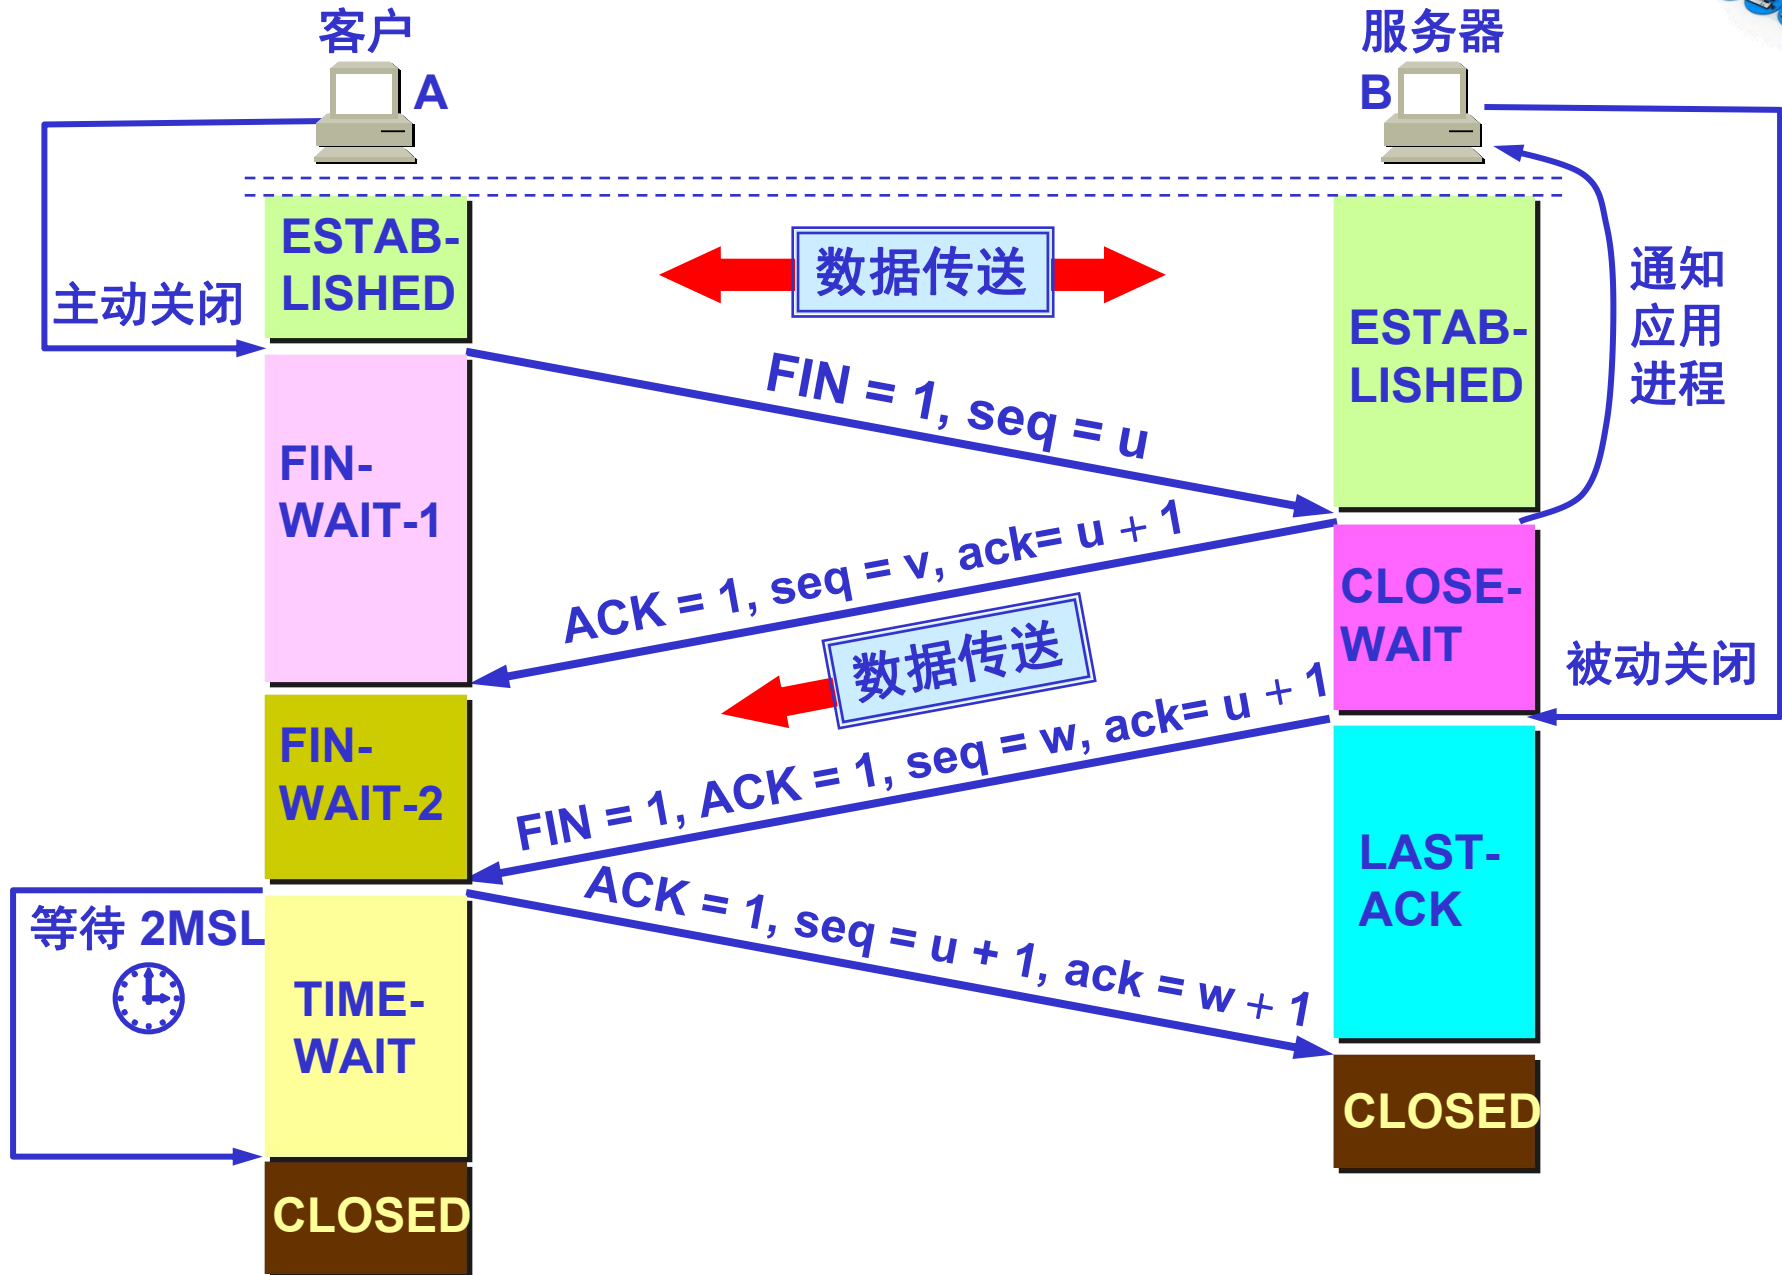 客户
服务器
A
B
ESTAB-
LISHED
数据传送
主动关闭
ESTAB-
LISHED
通知
应用
进程
FIN = 1, seq = u
FIN-
WAIT-1
ACK = 1, seq = v, ack= u + 1
CLOSE-
WAIT
数据传送
被动关闭
FIN-
WAIT-2
FIN = 1, ACK = 1, seq = w, ack= u + 1
LAST-
ACK
等待 2MSL
ACK = 1, seq = u + 1, ack = w + 1
TIME-
WAIT
CLOSED
CLOSED